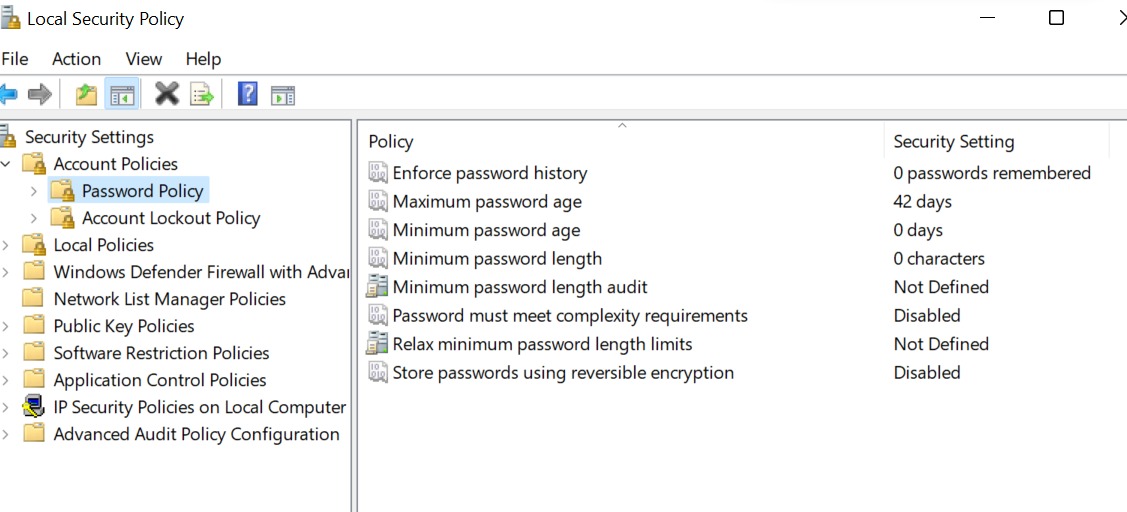 Local Security Policy
File Action View Help
Security Settings
Account Policies
Password Policy
Account Lockout Policy
Local Policies
Windows Defender Firewall with Advan
Network List Manager Policies
Public Key Policies
Software Restriction Policies
Application Control Policies
IP Security Policies on Local Computer
Advanced Audit Policy Configuration
Policy Security Setting
Enforce password history 0 passwords remembered
Maximum password age 42 days
Minimum password age 0 days
Minimum password length 0 characters
Minimum password length audit Not Defined
Password must meet complexity requirements Disabled
Relax minimum password length limits Not Defined
Store passwords using reversible encryption Disabled